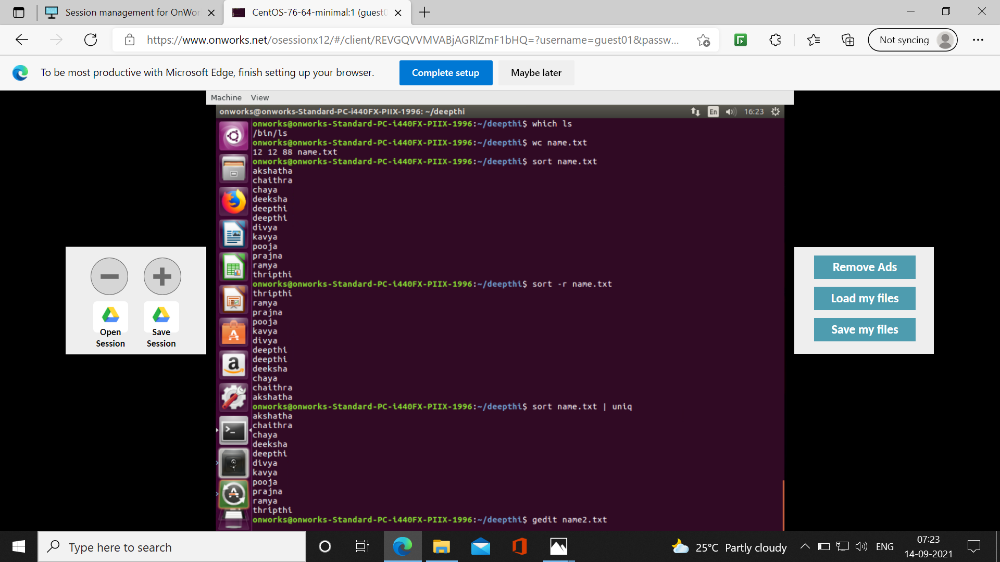 Session management for OnWor
CentOS-76-64-minimal:1 (guest0
https://www.onworks.net/osessionx12/#/client/REVGQVVMVABjAGRlZmF1bHQ=?username=guest01&passw...
Not syncing
To be most productive with Microsoft Edge, finish setting up your browser.
Complete setup
Maybe later
Machine View
onworks@onworks-Standard-PC-i440FX-PIIX-1996: ~/deepthi
En
16:23
onworks@onworks-Standard-PC-i440FX-PIIX-1996:~/deepthi$ which ls
/bin/ls
onworks@onworks-Standard-PC-i440FX-PIIX-1996:~/deepthi$ wc name.txt
12 12 88 name.txt
onworks@onworks-Standard-PC-i440FX-PIIX-1996:~/deepthi$ sort name.txt
akshatha
chaithra
chaya
deeksha
deepthi
deepthi
divya
kavya
pooja
prajna
ramya
thripthi
onworks@onworks-Standard-PC-i440FX-PIIX-1996:~/deepthi$ sort -r name.txt
thripthi
ramya
prajna
pooja
kavya
divya
deepthi
deepthi
deeksha
chaya
chaithra
akshatha
onworks@onworks-Standard-PC-i440FX-PIIX-1996:~/deepthi$ sort name.txt | uniq
akshatha
chaithra
chaya
deeksha
deepthi
divya
kavya
pooja
prajna
ramya
thripthi
onworks@onworks-Standard-PC-i440FX-PIIX-1996:~/deepthi$ gedit name2.txt
Open
Session
Save
Session
Remove Ads
Load my files
Save my files
Type here to search
25°C Partly cloudy
ENG
07:23
14-09-2021